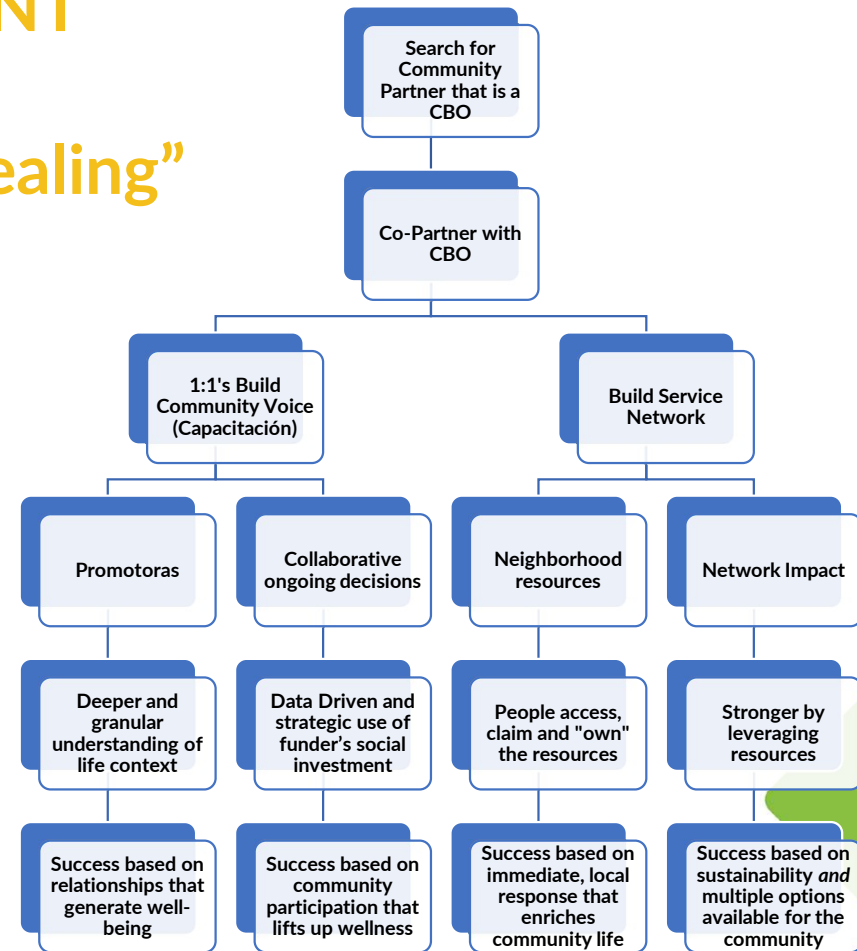 ealing”
Search for
Community
Partner that is a
CBO
Co-Partner with
CBO
1:1's Build
Community Voice
(Capacitación)
Build Service
Network
Promotoras
Collaborative
ongoing decisions
Neighborhood
resources
Network Impact
Deeper and
granular
understanding of
life context
Data Driven and
strategic use of
funder’s social
investment
People access,
claim and "own"
the resources
Stronger by
leveraging
resources
Success based on
relationships that
generate well-
being
Success based on
community
participation that
lifts up wellness
Success based on
immediate, local
response that
enriches
community life
Success based on
sustainability and
multiple options
available for the
community